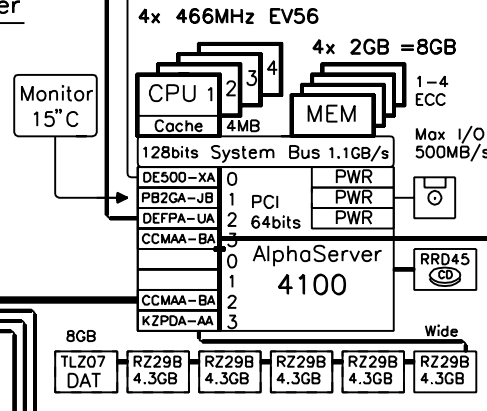 er
4x 466MHz EV56
4x 2GB =8GB
1-4
ECC
CPU 1 2 3 4
Cache 4MB
MEM
Monitor
15"C
Max I/O
500MB/s
128bits System Bus 1.1GB/s
DE500-XA 0
PB2GA-JB 1
DEFPA-UA 2
CCMAA-BA 3
0
1
CCMAA-BA 2
KZPDA-AA 3
PCI
64bits
PWR
PWR
PWR
AlphaServer
4100
RRD45
CD
Wide
8GB
TLZ07
DAT
RZ29B
4.3GB
RZ29B
4.3GB
RZ29B
4.3GB
RZ29B
4.3GB
RZ29B
4.3GB